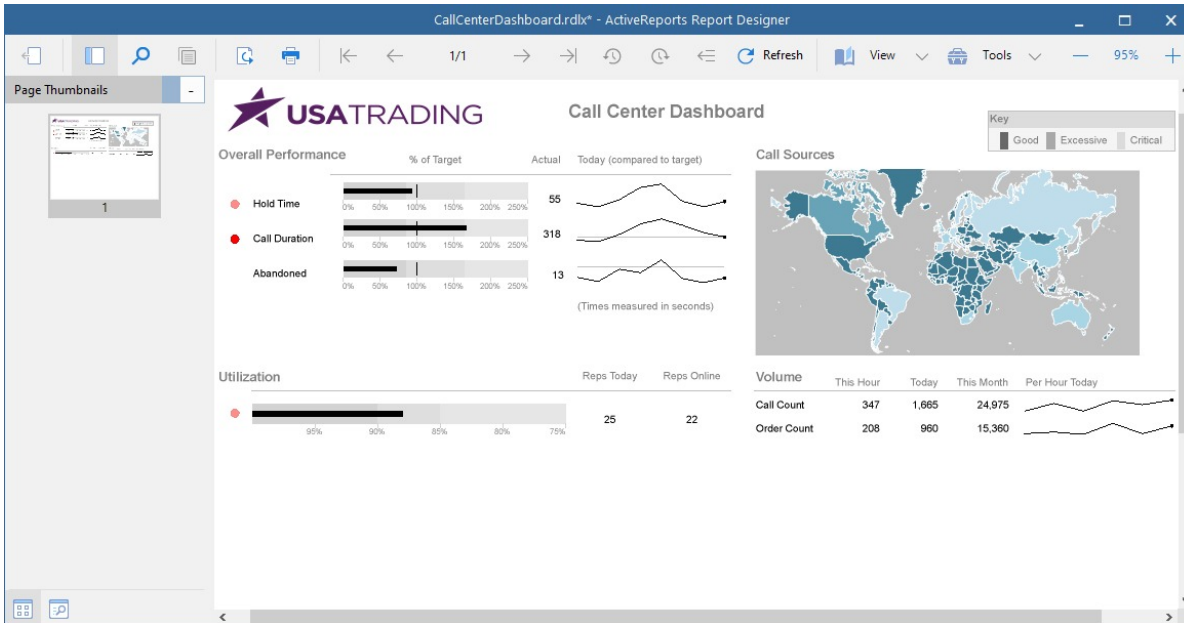 CallCenterDashboard.rdlx* - ActiveReports Report Designer
1/1 Refresh View Tools 95%
Page Thumbnails -
1
USATRADING
Call Center Dashboard
Key
Good Excessive Critical
Overall Performance % of Target Actual Today (compared to target)
Hold Time 55
0% 50% 100% 150% 200% 250%
Call Duration 318
0% 50% 100% 150% 200% 250%
Abandoned 13
0% 50% 100% 150% 200% 250%
(Times measured in seconds)
Call Sources
Utilization Reps Today Reps Online
25 22
95% 90% 85% 80% 75%
Volume This Hour Today This Month Per Hour Today
Call Count 347 1,665 24,975
Order Count 208 960 15,360